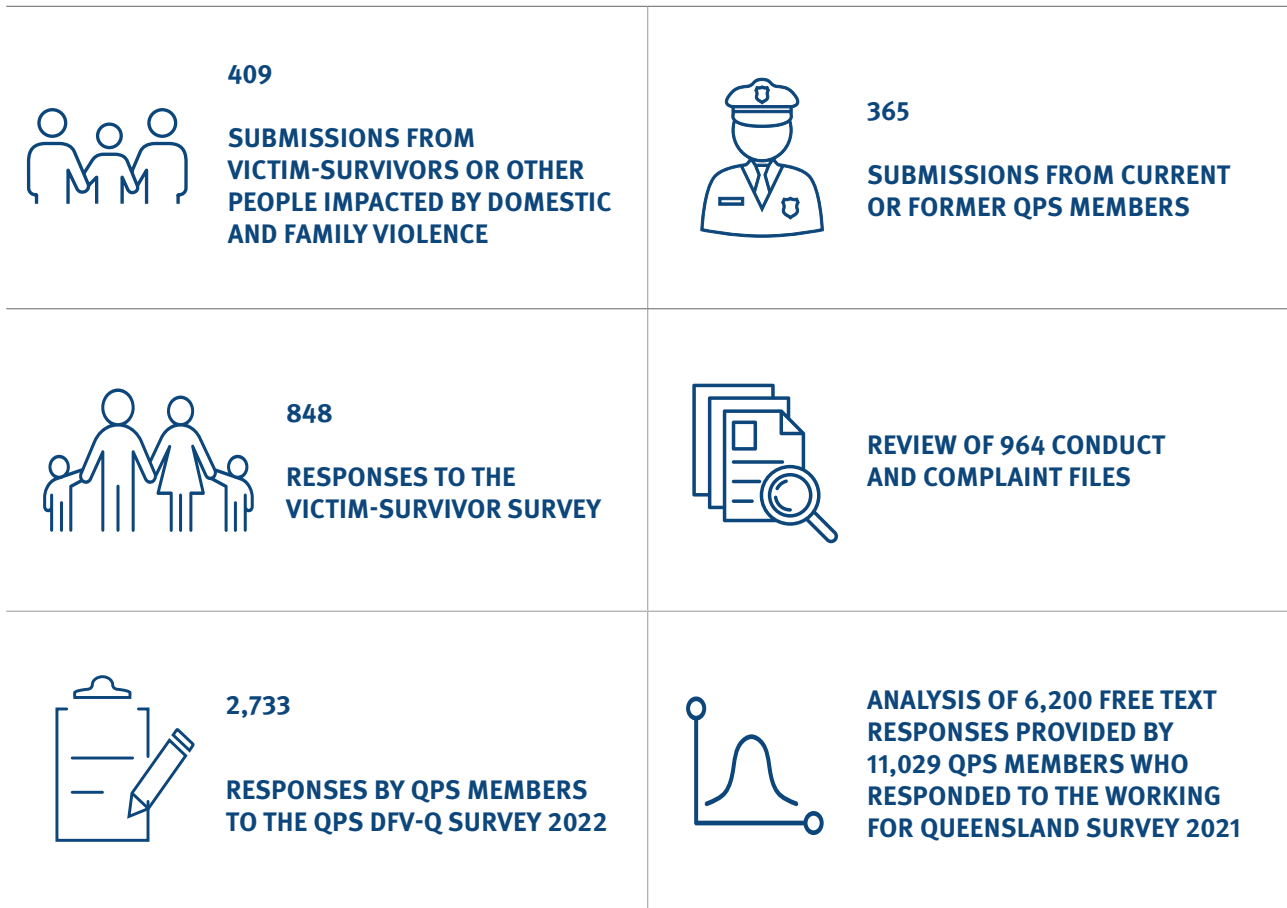 409
SUBMISSIONS FROM
VICTIM-SURVIVORS OR OTHER
PEOPLE IMPACTED BY DOMESTIC
AND FAMILY VIOLENCE
365
SUBMISSIONS FROM CURRENT
OR FORMER QPS MEMBERS
848
RESPONSES TO THE
VICTIM-SURVIVOR SURVEY
REVIEW OF 964 CONDUCT
AND COMPLAINT FILES
2,733
RESPONSES BY QPS MEMBERS
TO THE QPS DFV-Q SURVEY 2022
ANALYSIS OF 6,200 FREE TEXT
RESPONSES PROVIDED BY
11,029 QPS MEMBERS WHO
RESPONDED TO THE WORKING
FOR QUEENSLAND SURVEY 2021